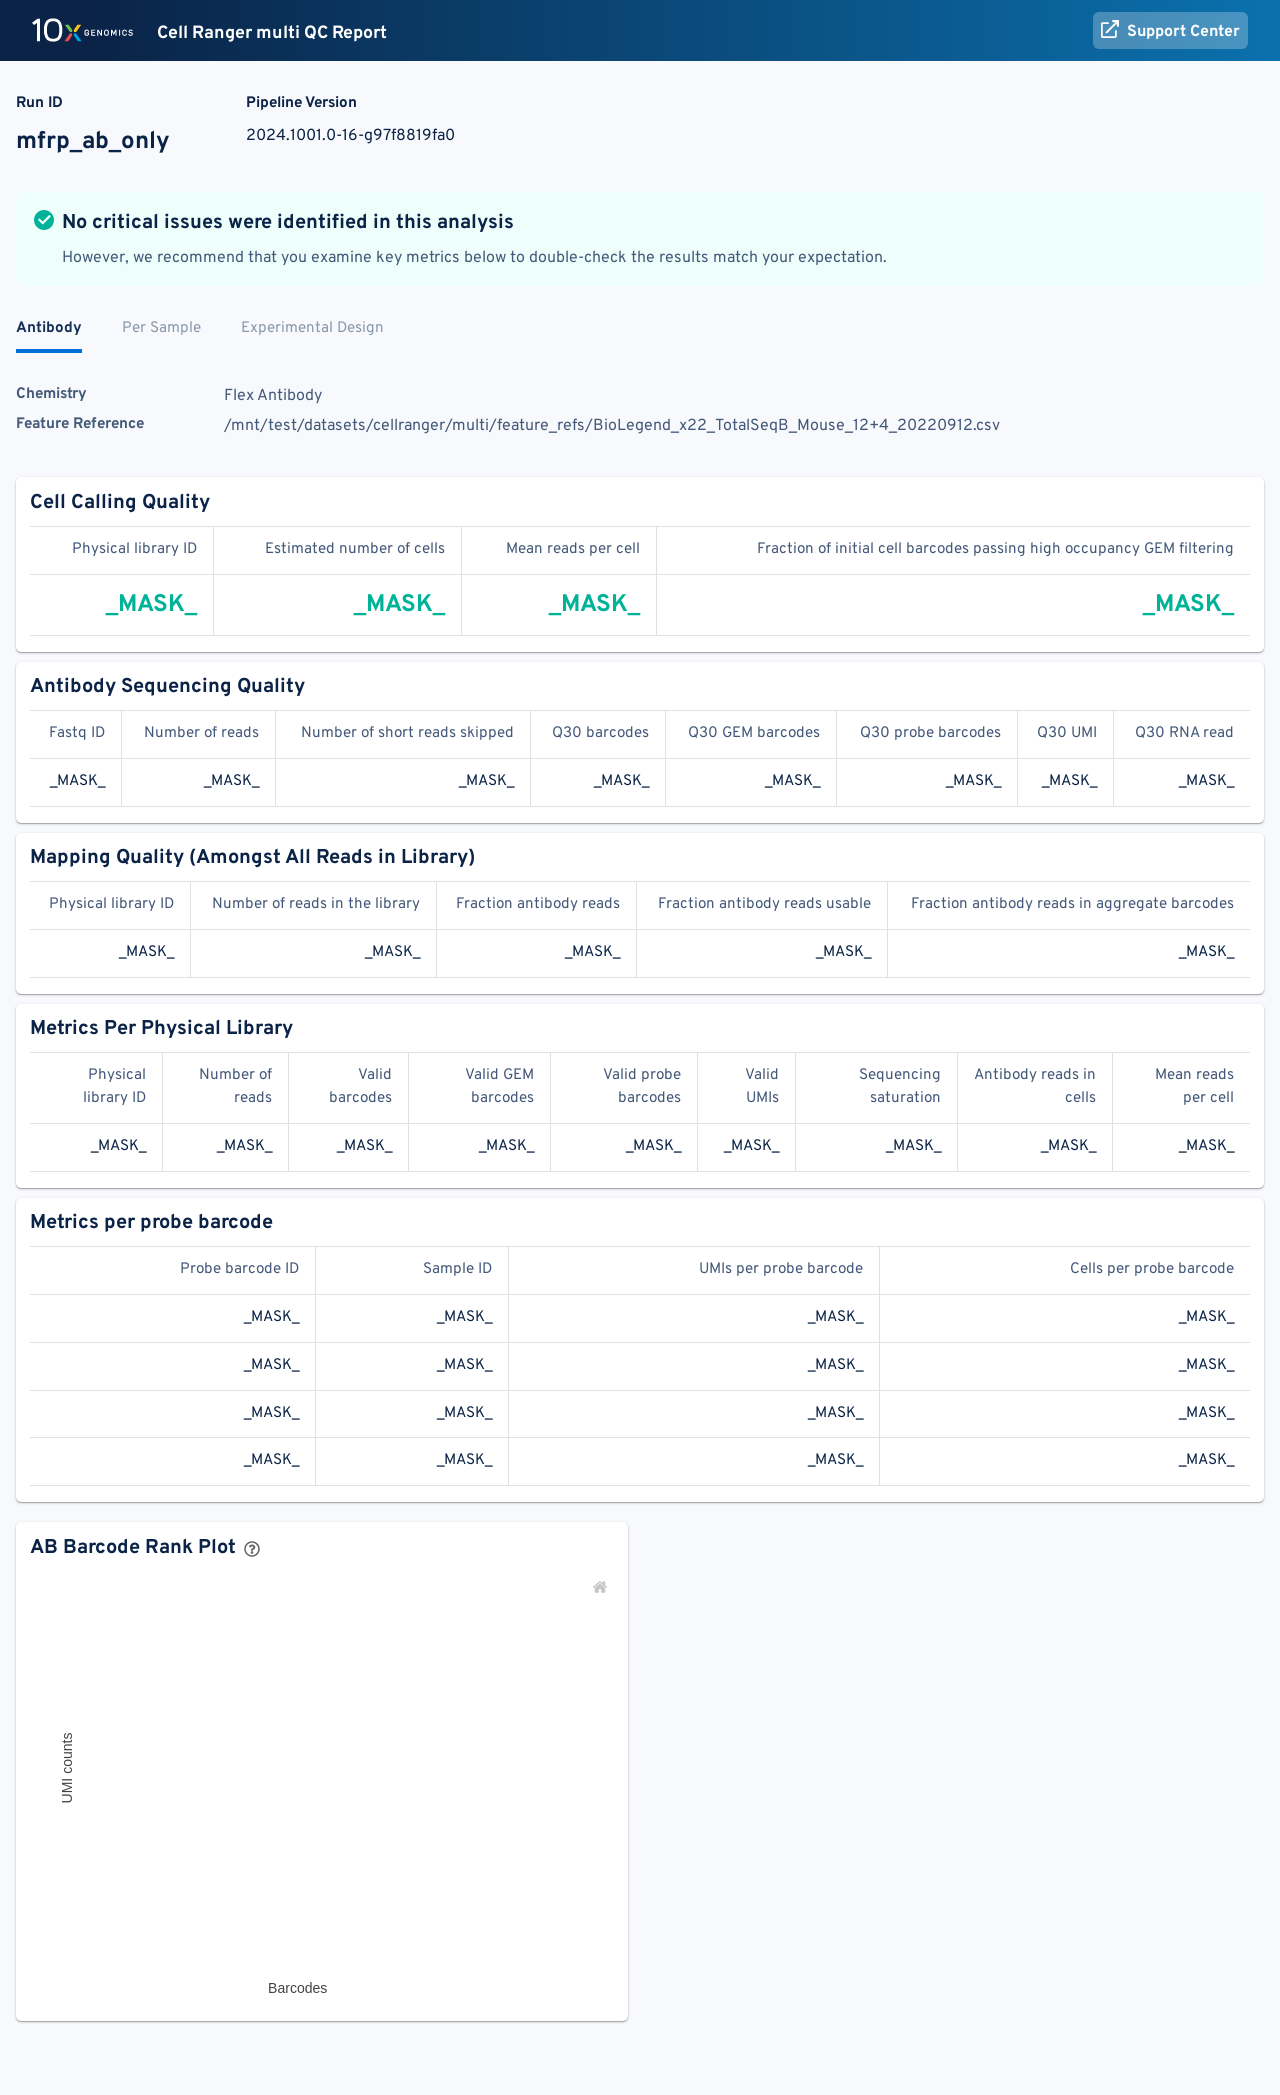 10x GENOMICS Cell Ranger multi QC Report Support Center
Run ID Pipeline Version
mfrp_ab_only 2024.1001.0-16-g97f8819fa0
No critical issues were identified in this analysis
However, we recommend that you examine key metrics below to double-check the results match your expectation.
Antibody Per Sample Experimental Design
Chemistry Flex Antibody
Feature Reference /mnt/test/datasets/cellranger/multi/feature_refs/BioLegend_x22_TotalSeqB_Mouse_12+4_20220912.csv
Cell Calling Quality
Physical library ID Estimated number of cells Mean reads per cell Fraction of initial cell barcodes passing high occupancy GEM filtering
_MASK_ _MASK_ _MASK_ _MASK_
Antibody Sequencing Quality
Fastq ID Number of reads Number of short reads skipped Q30 barcodes Q30 GEM barcodes Q30 probe barcodes Q30 UMI Q30 RNA read
_MASK_ _MASK_ _MASK_ _MASK_ _MASK_ _MASK_ _MASK_ _MASK_
Mapping Quality (Amongst All Reads in Library)
Physical library ID Number of reads in the library Fraction antibody reads Fraction antibody reads usable Fraction antibody reads in aggregate barcodes
_MASK_ _MASK_ _MASK_ _MASK_ _MASK_
Metrics Per Physical Library
Physical Number of Valid Valid GEM Valid probe Valid Sequencing Antibody reads in Mean reads
library ID reads barcodes barcodes barcodes UMIs saturation cells per cell
_MASK_ _MASK_ _MASK_ _MASK_ _MASK_ _MASK_ _MASK_ _MASK_ _MASK_
Metrics per probe barcode
Probe barcode ID Sample ID UMIs per probe barcode Cells per probe barcode
_MASK_ _MASK_ _MASK_ _MASK_
_MASK_ _MASK_ _MASK_ _MASK_
_MASK_ _MASK_ _MASK_ _MASK_
_MASK_ _MASK_ _MASK_ _MASK_
AB Barcode Rank Plot ?
UMI counts
Barcodes